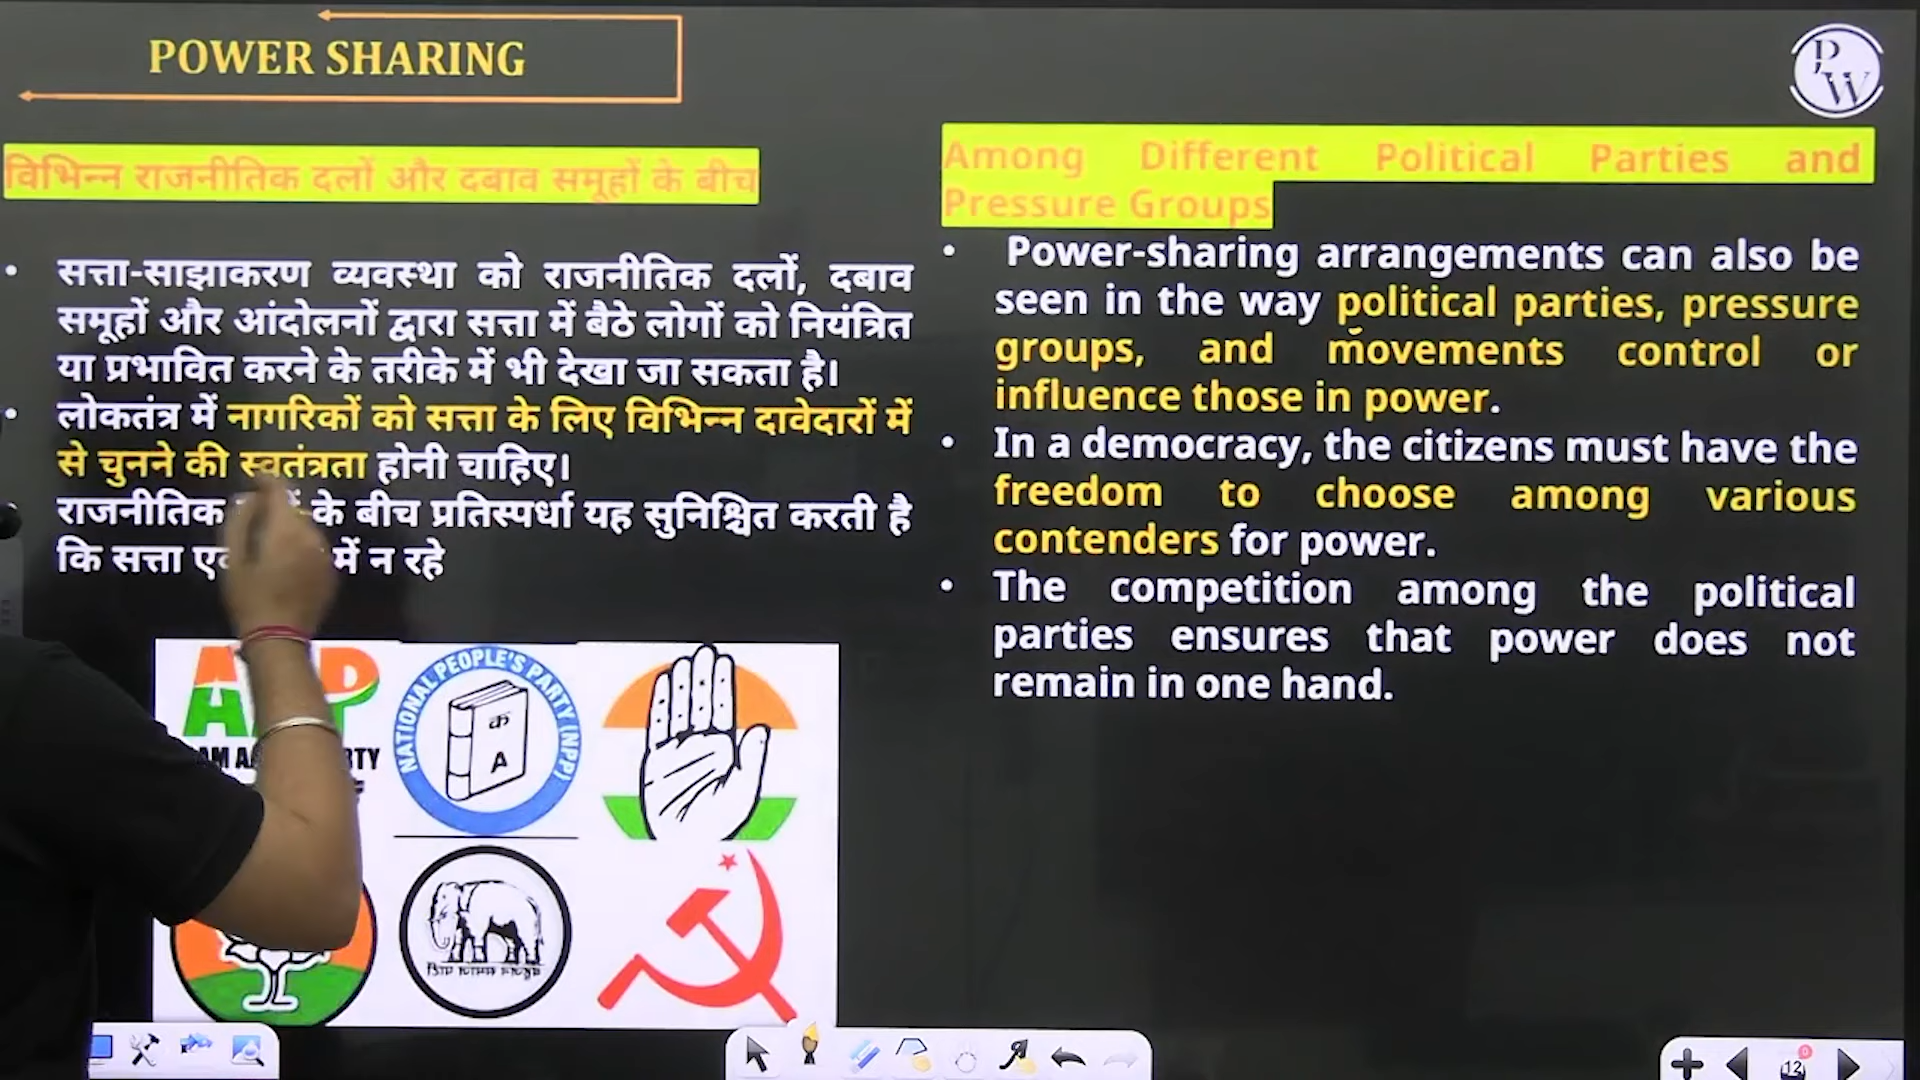 POWER SHARING
PW
विभिन्न राजनीतिक दलों और दबाव समूहों के बीच
• सत्ता-साझाकरण व्यवस्था को राजनीतिक दलों, दबाव
समूहों और आंदोलनों द्वारा सत्ता में बैठे लोगों को नियंत्रित
या प्रभावित करने के तरीके में भी देखा जा सकता है।
• लोकतंत्र में नागरिकों को सत्ता के लिए विभिन्न दावेदारों में
से चुनने की स्वतंत्रता होनी चाहिए।
राजनीतिक के बीच प्रतिस्पर्धा यह सुनिश्चित करती है
कि सत्ता में न रहे
Among Different Political Parties and
Pressure Groups
• Power-sharing arrangements can also be
seen in the way political parties, pressure
groups, and movements control or
influence those in power.
• In a democracy, the citizens must have the
freedom to choose among various
contenders for power.
• The competition among the political
parties ensures that power does not
remain in one hand.
NATIONAL PEOPLE'S PARTY (NPP)
क
A
12